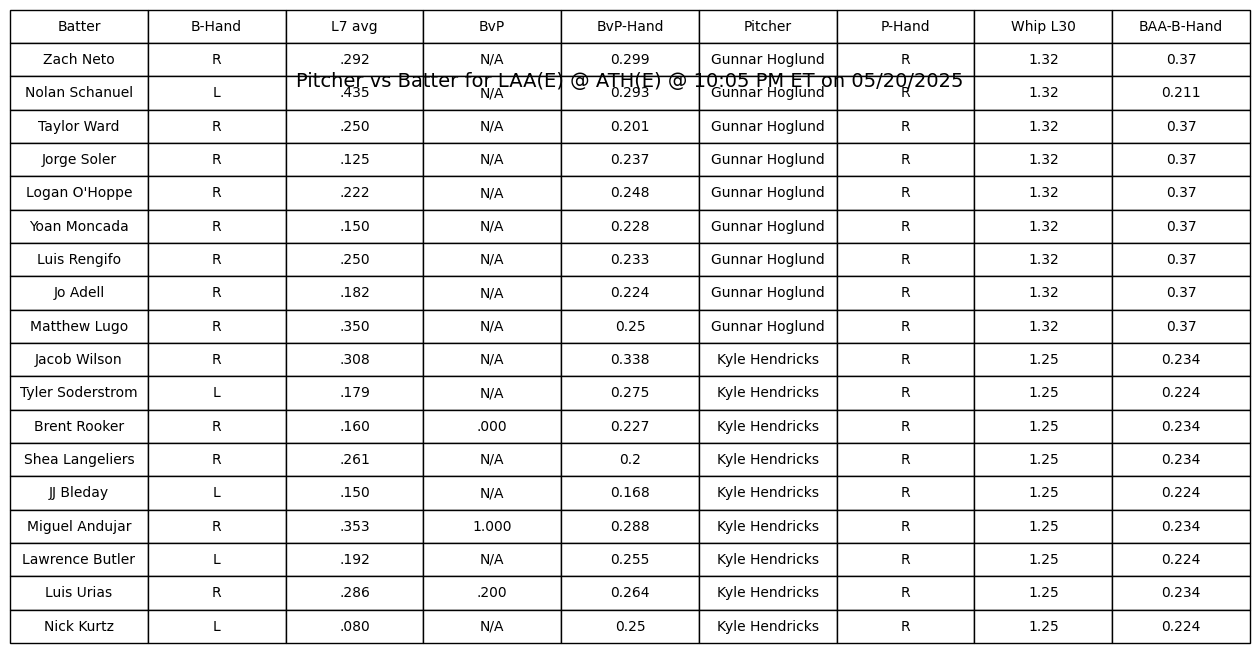 Batter B-Hand L7 avg BvP BvP-Hand Pitcher P-Hand Whip L30 BAA-B-Hand
Zach Neto R .292 N/A 0.299 Gunnar Hoglund R 1.32 0.37
Pitcher vs Batter for LAA(E) @ ATH(E) @ 10:05 PM ET on 05/20/2025
Nolan Schanuel L .435 N/A 0.293 Gunnar Hoglund R 1.32 0.211
Taylor Ward R .250 N/A 0.201 Gunnar Hoglund R 1.32 0.37
Jorge Soler R .125 N/A 0.237 Gunnar Hoglund R 1.32 0.37
Logan O'Hoppe R .222 N/A 0.248 Gunnar Hoglund R 1.32 0.37
Yoan Moncada R .150 N/A 0.228 Gunnar Hoglund R 1.32 0.37
Luis Rengifo R .250 N/A 0.233 Gunnar Hoglund R 1.32 0.37
Jo Adell R .182 N/A 0.224 Gunnar Hoglund R 1.32 0.37
Matthew Lugo R .350 N/A 0.25 Gunnar Hoglund R 1.32 0.37
Jacob Wilson R .308 N/A 0.338 Kyle Hendricks R 1.25 0.234
Tyler Soderstrom L .179 N/A 0.275 Kyle Hendricks R 1.25 0.224
Brent Rooker R .160 .000 0.227 Kyle Hendricks R 1.25 0.234
Shea Langeliers R .261 N/A 0.2 Kyle Hendricks R 1.25 0.234
JJ Bleday L .150 N/A 0.168 Kyle Hendricks R 1.25 0.224
Miguel Andujar R .353 1.000 0.288 Kyle Hendricks R 1.25 0.234
Lawrence Butler L .192 N/A 0.255 Kyle Hendricks R 1.25 0.224
Luis Urias R .286 .200 0.264 Kyle Hendricks R 1.25 0.234
Nick Kurtz L .080 N/A 0.25 Kyle Hendricks R 1.25 0.224